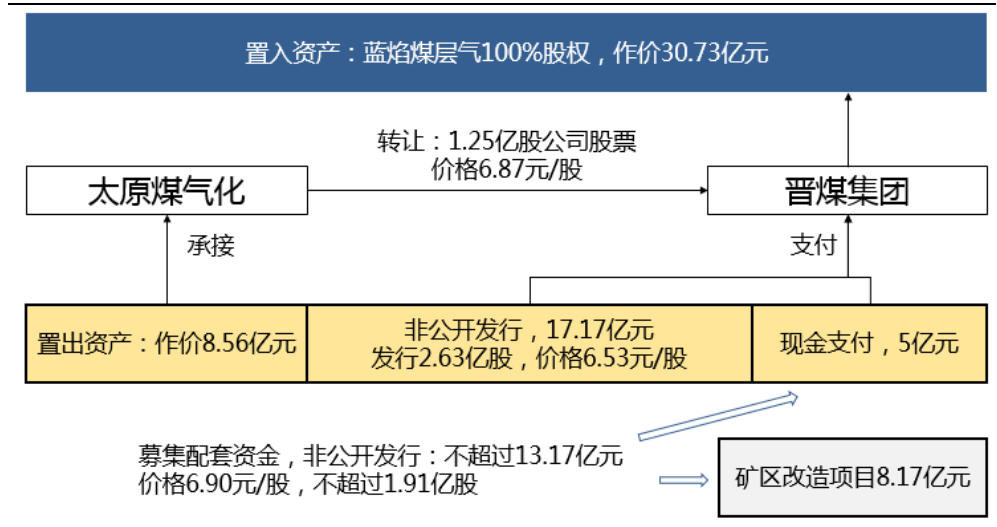 置入资产：蓝焰煤层气100%股权，作价30.73亿元
转让：1.25亿股公司股票
价格6.87元/股
太原煤气化
晋煤集团
承接
支付
置出资产：作价8.56亿元
非公开发行，17.17亿元
发行2.63亿股，价格6.53元/股
现金支付，5亿元
募集配套资金，非公开发行：不超过13.17亿元
价格6.90元/股，不超过1.91亿股
矿区改造项目8.17亿元